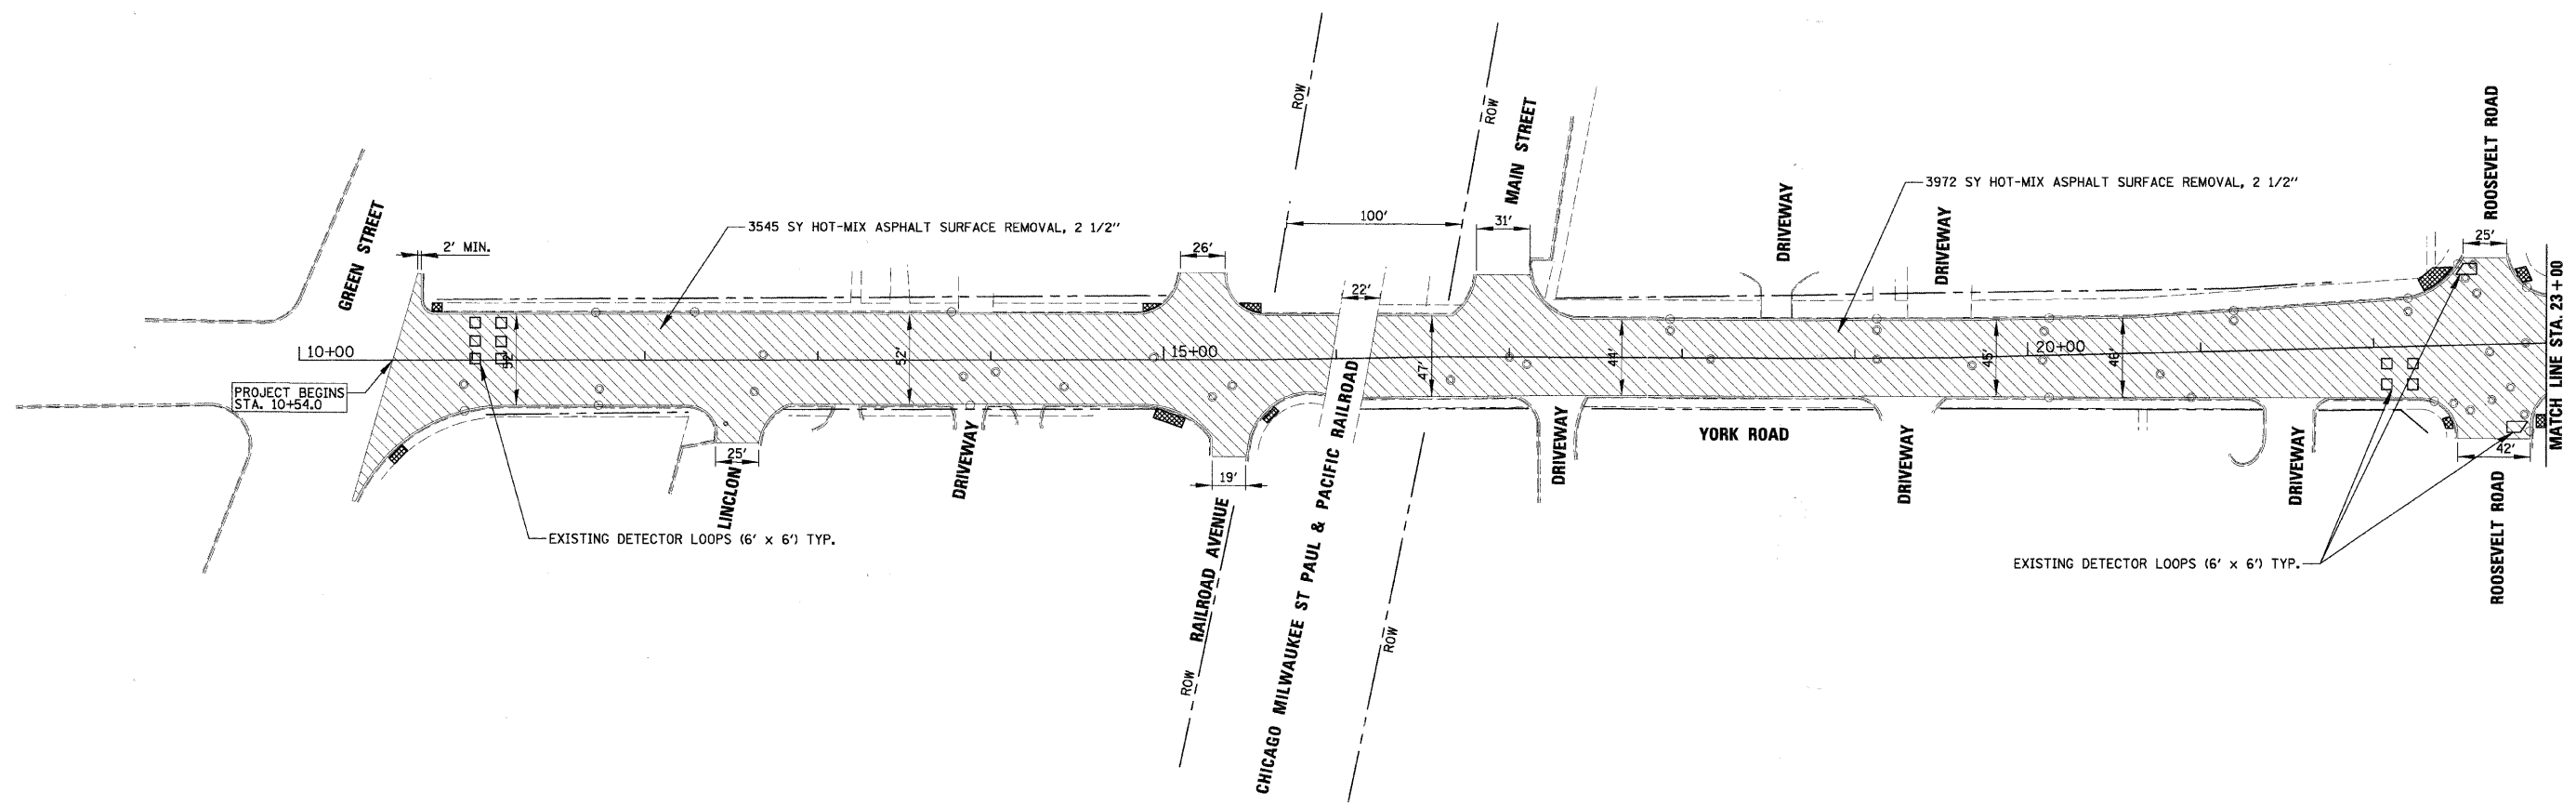 GREEN STREET
2' MIN.
3545 SY HOT-MIX ASPHALT SURFACE REMOVAL, 2 1/2"
26'
ROW
100'
ROW
MAIN STREET
31'
22'
DRIVEWAY
3972 SY HOT-MIX ASPHALT SURFACE REMOVAL, 2 1/2"
DRIVEWAY
ROOSEVELT ROAD
25'
MATCH LINE STA. 23+00
10+00
52'
52'
15+00
47'
44'
45'
20+00
46'
PROJECT BEGINS
STA. 10+54.0
25'
LINCLON
DRIVEWAY
19'
RAILROAD AVENUE
ROW
CHICAGO MILWAUKEE ST PAUL & PACIFIC RAILROAD
ROW
DRIVEWAY
YORK ROAD
DRIVEWAY
DRIVEWAY
42'
ROOSEVELT ROAD
EXISTING DETECTOR LOOPS (6' x 6') TYP.
EXISTING DETECTOR LOOPS (6' x 6') TYP.